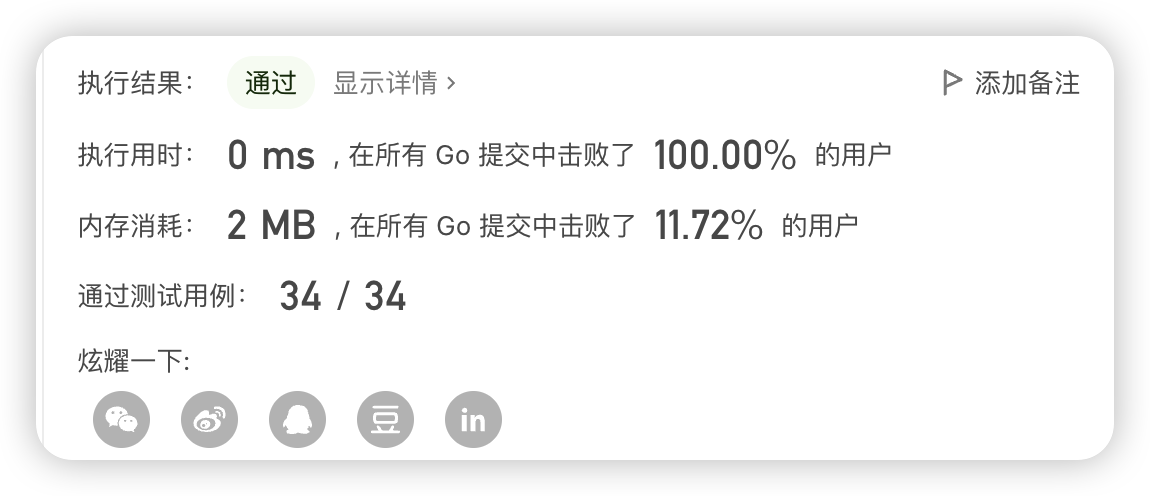 执行结果： 通过 显示详情 › 添加备注
执行用时： 0 ms , 在所有 Go 提交中击败了 100.00% 的用户
内存消耗： 2 MB , 在所有 Go 提交中击败了 11.72% 的用户
通过测试用例： 34 / 34
炫耀一下:
豆 in